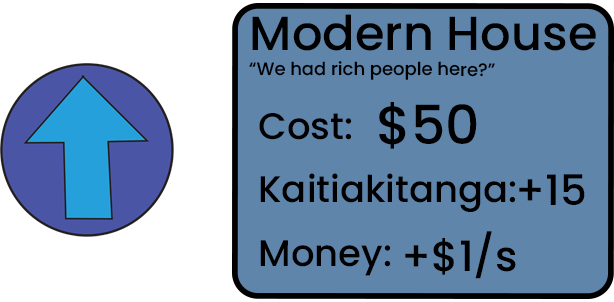 Modern House
“We had rich people here?”
Cost: $50
Kaitiakitanga:+15
Money: +$1/s